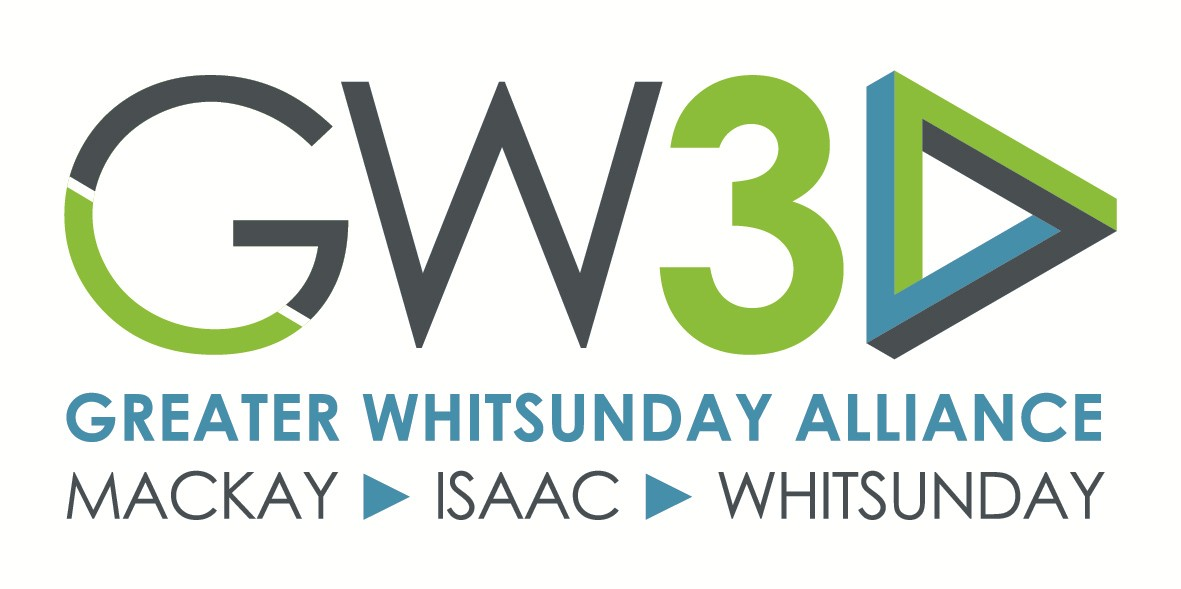 GW3
GREATER WHITSUNDAY ALLIANCE
MACKAY ▶ ISAAC ▶ WHITSUNDAY